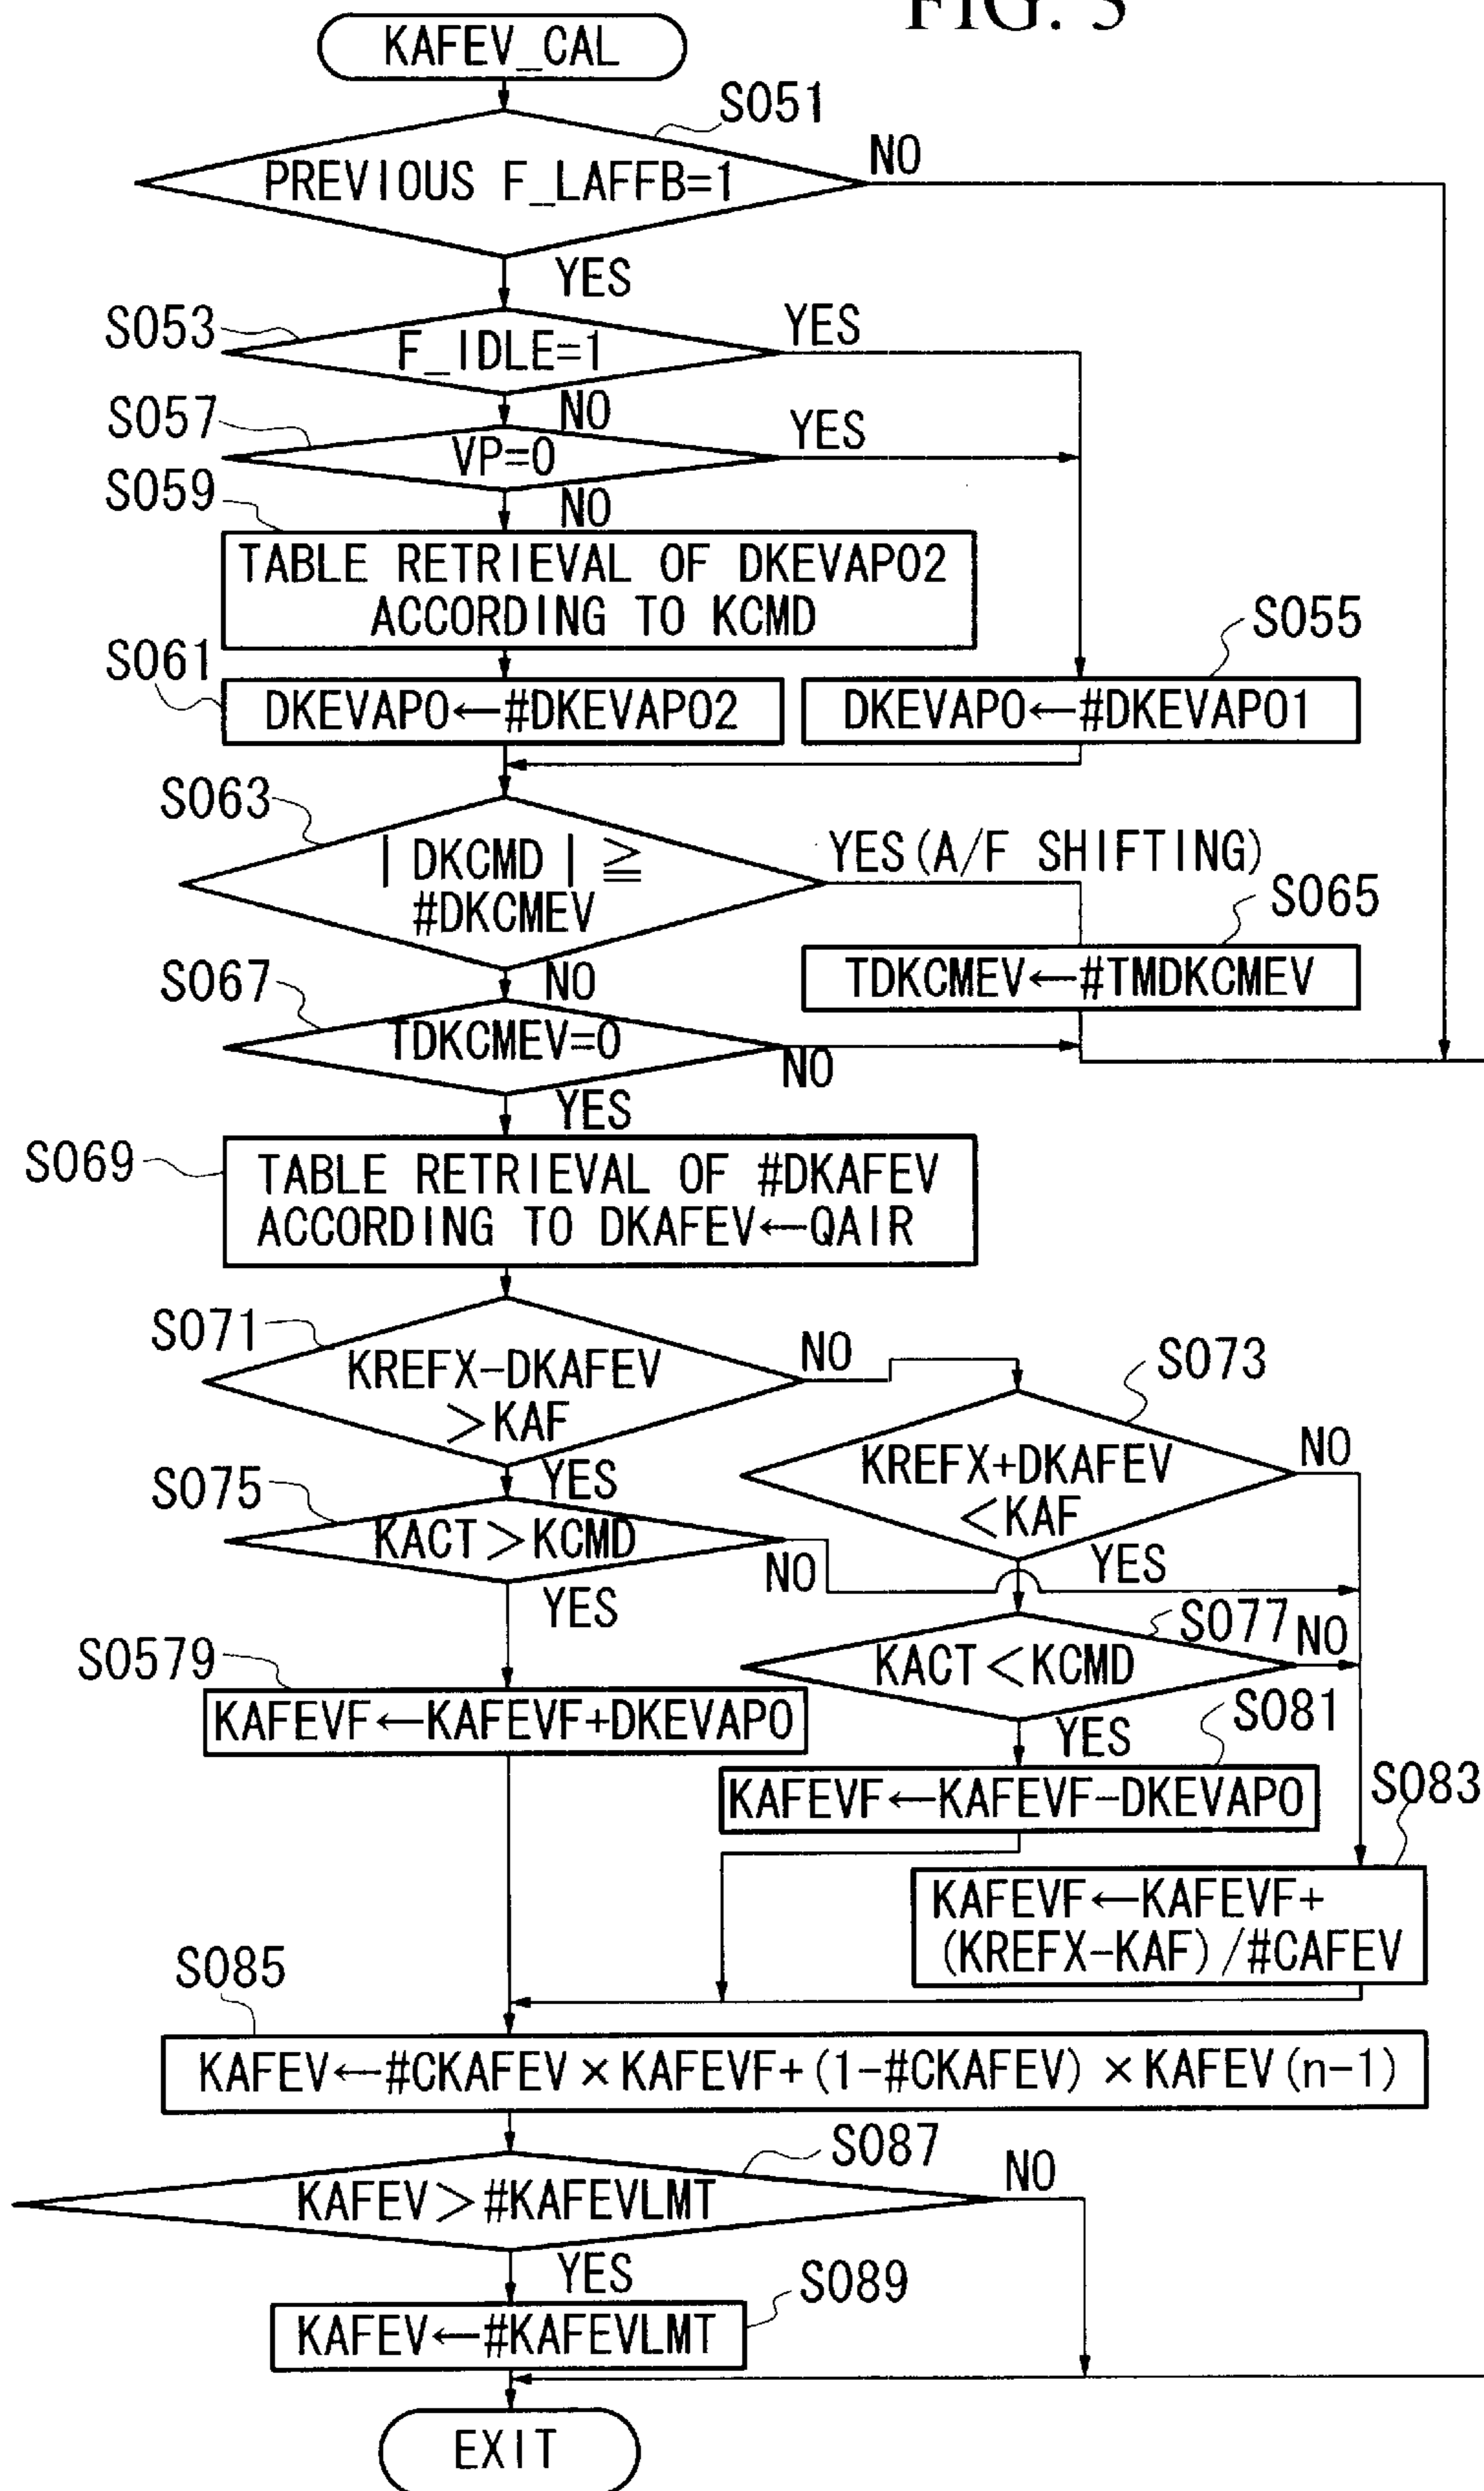 FIG. 3
KAFEV_CAL
S051
PREVIOUS F_LAFFB=1
NO
YES
S053
F_IDLE=1
YES
NO
S057
VP=0
YES
NO
S059
TABLE RETRIEVAL OF DKEVAPO2
ACCORDING TO KCMD
S055
S061
DKEVAPO←#DKEVAPO2
DKEVAPO←#DKEVAPO1
S063
|DKCMD|≧
#DKCMEV
YES(A/F SHIFTING)
S065
NO
TDKCMEV←#TMDKCMEV
S067
TDKCMEV=0
NO
YES
S069
TABLE RETRIEVAL OF #DKAFEV
ACCORDING TO DKAFEV←QAIR
S071
KREFX-DKAFEV
>KAF
NO
S073
KREFX+DKAFEV
<KAF
NO
YES
S075
KACT>KCMD
NO
YES
YES
S077
KACT<KCMD
NO
S0579
KAFEVF←KAFEVF+DKEVAPO
YES
S081
KAFEVF←KAFEVF-DKEVAPO
S083
KAFEVF←KAFEVF+
(KREFX-KAF)/#CAFEV
S085
KAFEV←#CKAFEV×KAFEVF+(1-#CKAFEV)×KAFEV(n-1)
S087
KAFEV>#KAFEVLMT
NO
YES
S089
KAFEV←#KAFEVLMT
EXIT